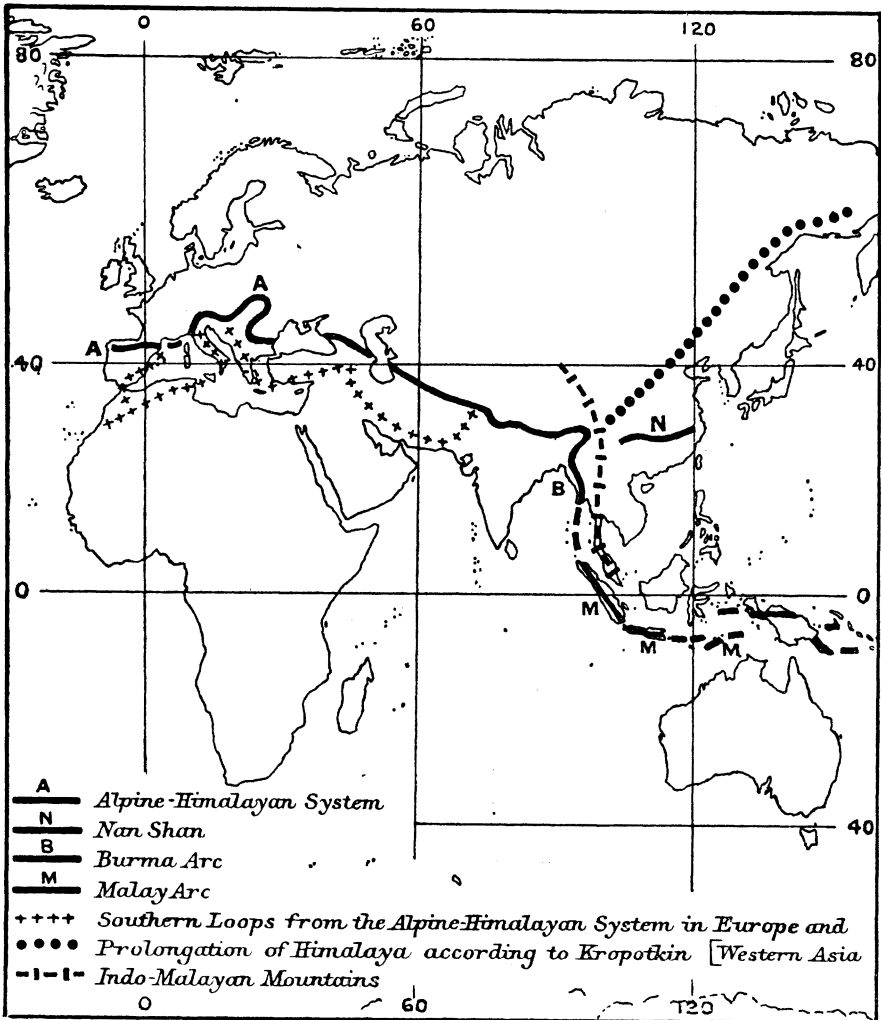 0 60 120
80 80
A
A
40 40
N
B
0 0
M
M M
A
Alpine-Himalayan System
N
Nan Shan
B
Burma Arc
40
M
Malay Arc
++++ Southern Loops from the Alpine-Himalayan System in Europe and
•••• Prolongation of Himalaya according to Kropotkin [Western Asia
Indo-Malayan Mountains
0 60 120